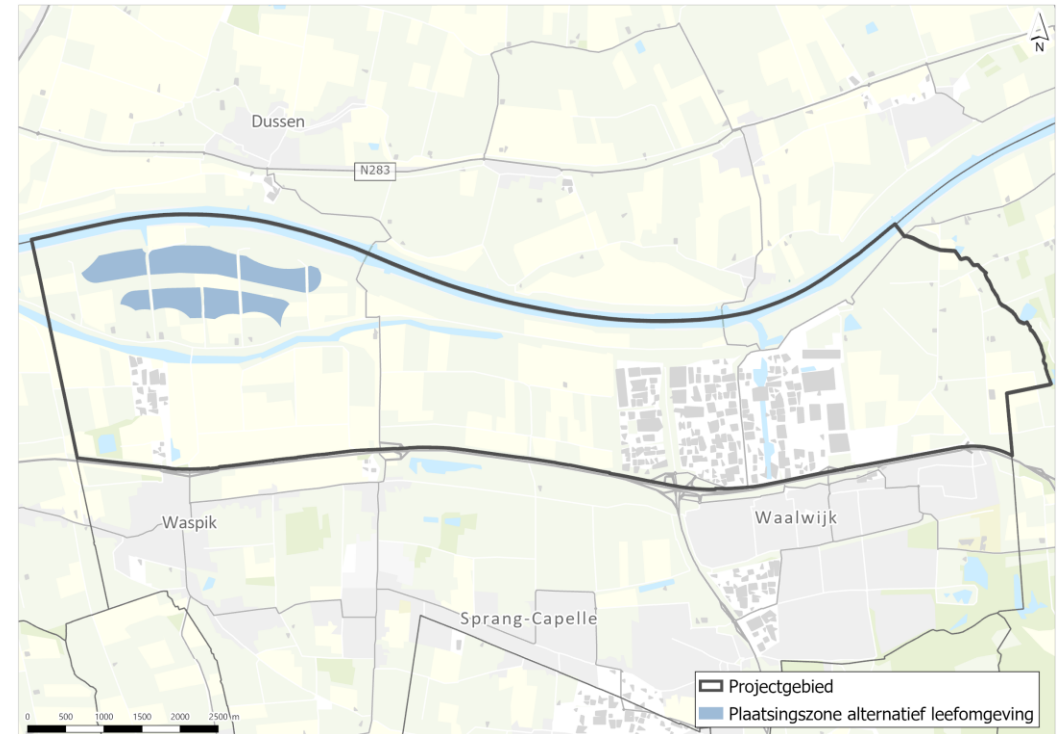 N
Dussen
N283
Waspik
Waalwijk
Sprang-Capelle
Projectgebied
Plaatsingszone alternatief leefomgeving
0 500 1000 1500 2000 2500 m